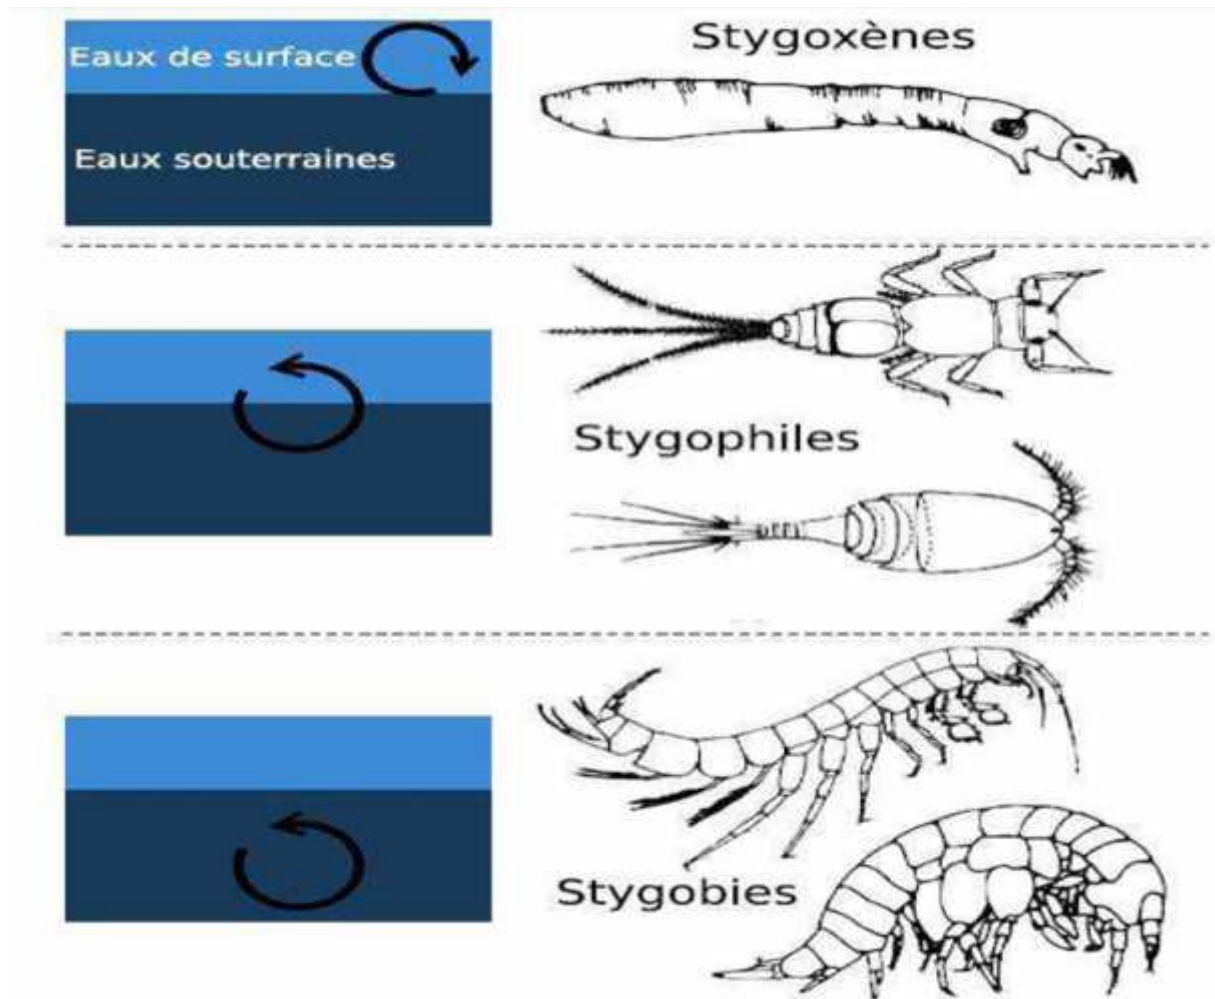 Eaux de surface
Stygoxènes
Eaux souterraines
Stygophiles
Stygobies